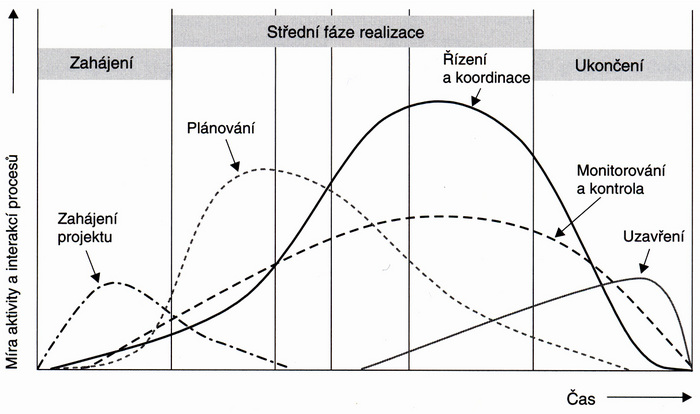 Střední fáze realizace
Zahájení
Ukončení
Řízení
a koordinace
Plánování
Monitorování
a kontrola
Zahájení
projektu
Uzavření
Míra aktivity a interakcí procesů
Čas